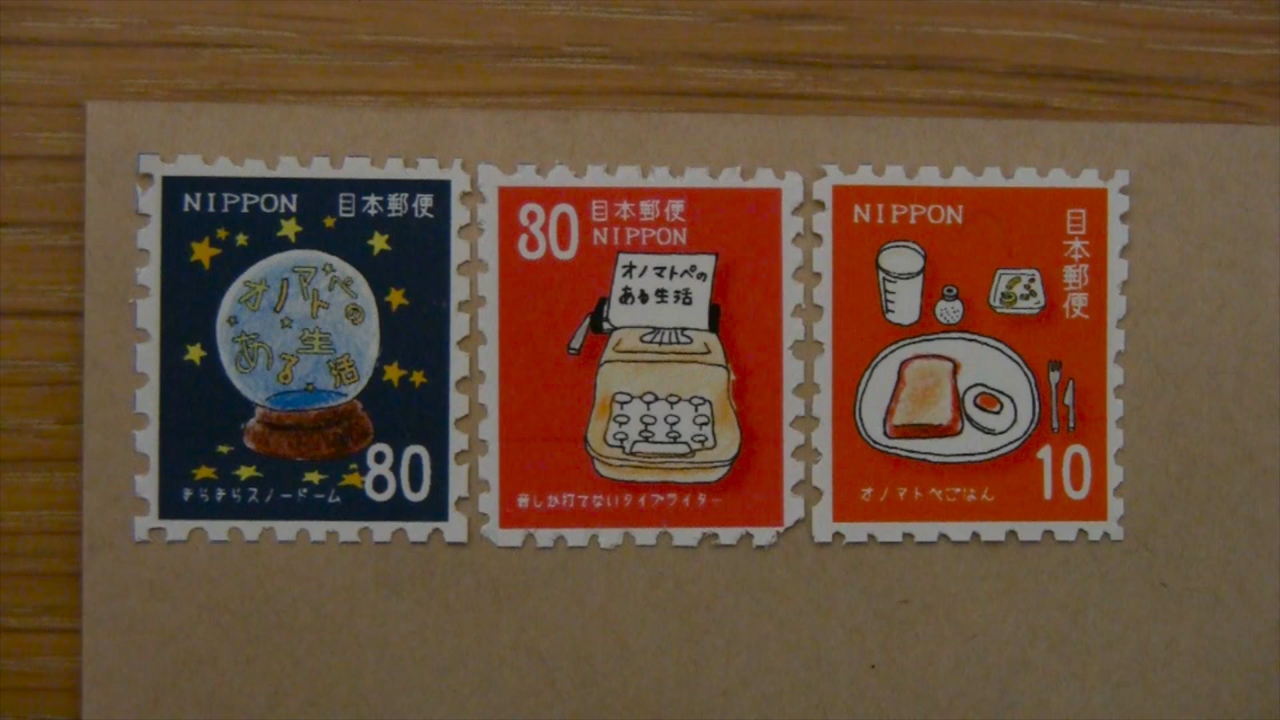 NIPPON 日本郵便
オノマトペの
ある生活
80
きらきらスノードーム
30 日本郵便
NIPPON
オノマトペの
ある生活
音しか打てないタイプライター
NIPPON
日本郵便
10
オノマトペごはん